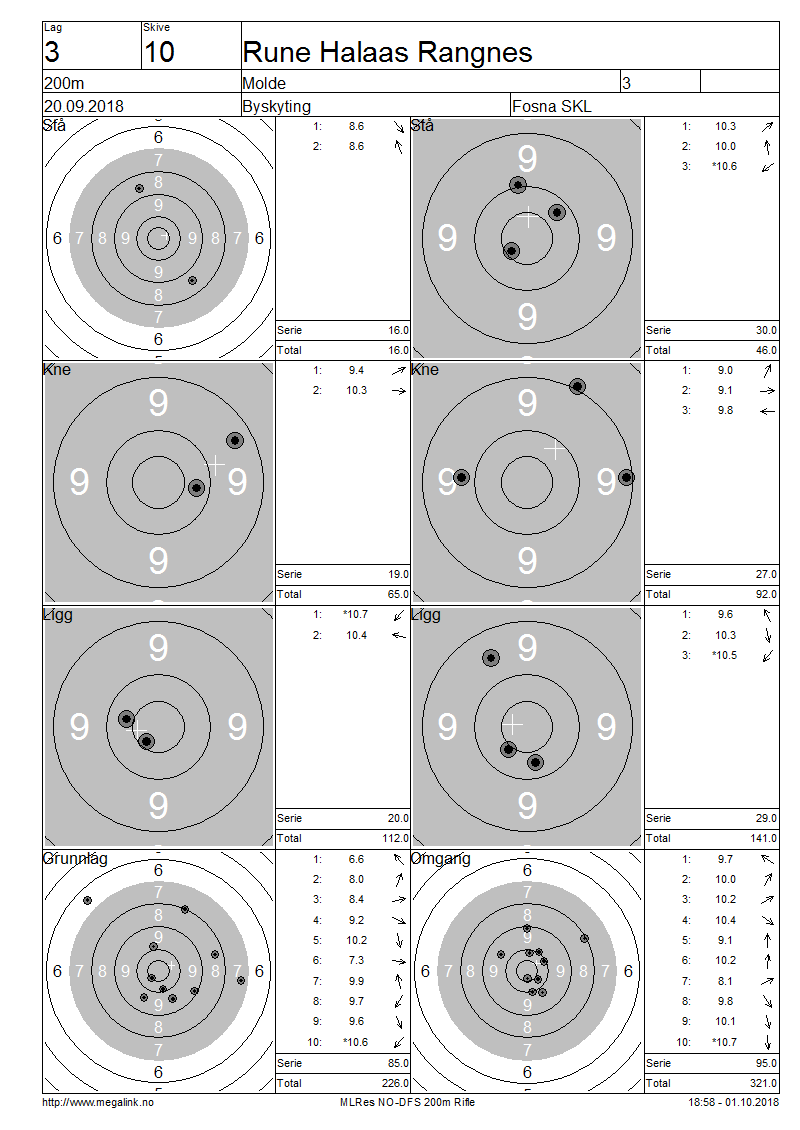 Lag Skive
3 10 Rune Halaas Rangnes
200m Molde 3
20.09.2018 Byskyting Fosna SKL
Stå
1: 8.6
2: 8.6
6
7
8
9
6 7 8 9 9 8 7 6
9
8
7
6
5
Serie 16.0
Total 16.0
Stå
1: 10.3
2: 10.0
3: *10.6
9
9 9
9
Serie 30.0
Total 46.0
Kne
1: 9.4
2: 10.3
9
9 9
9
Serie 19.0
Total 65.0
Kne
1: 9.0
2: 9.1
3: 9.8
9
9 9
9
Serie 27.0
Total 92.0
Ligg
1: *10.7
2: 10.4
9
9 9
9
Serie 20.0
Total 112.0
Ligg
1: 9.6
2: 10.3
3: *10.5
9
9 9
9
Serie 29.0
Total 141.0
Grunnlag
1: 6.6
2: 8.0
3: 8.4
4: 9.2
5: 10.2
6: 7.3
7: 9.9
8: 9.7
9: 9.6
10: *10.6
6
7
8
9
6 7 8 9 9 8 7 6
9
8
7
6
Serie 85.0
Total 226.0
Omgang
1: 9.7
2: 10.0
3: 10.2
4: 10.4
5: 9.1
6: 10.2
7: 8.1
8: 9.8
9: 10.1
10: *10.7
6
7
8
9
6 7 8 9 9 8 7 6
9
8
7
6
Serie 95.0
Total 321.0
http://www.megalink.no MLRes NO-DFS 200m Rifle 18:58 - 01.10.2018